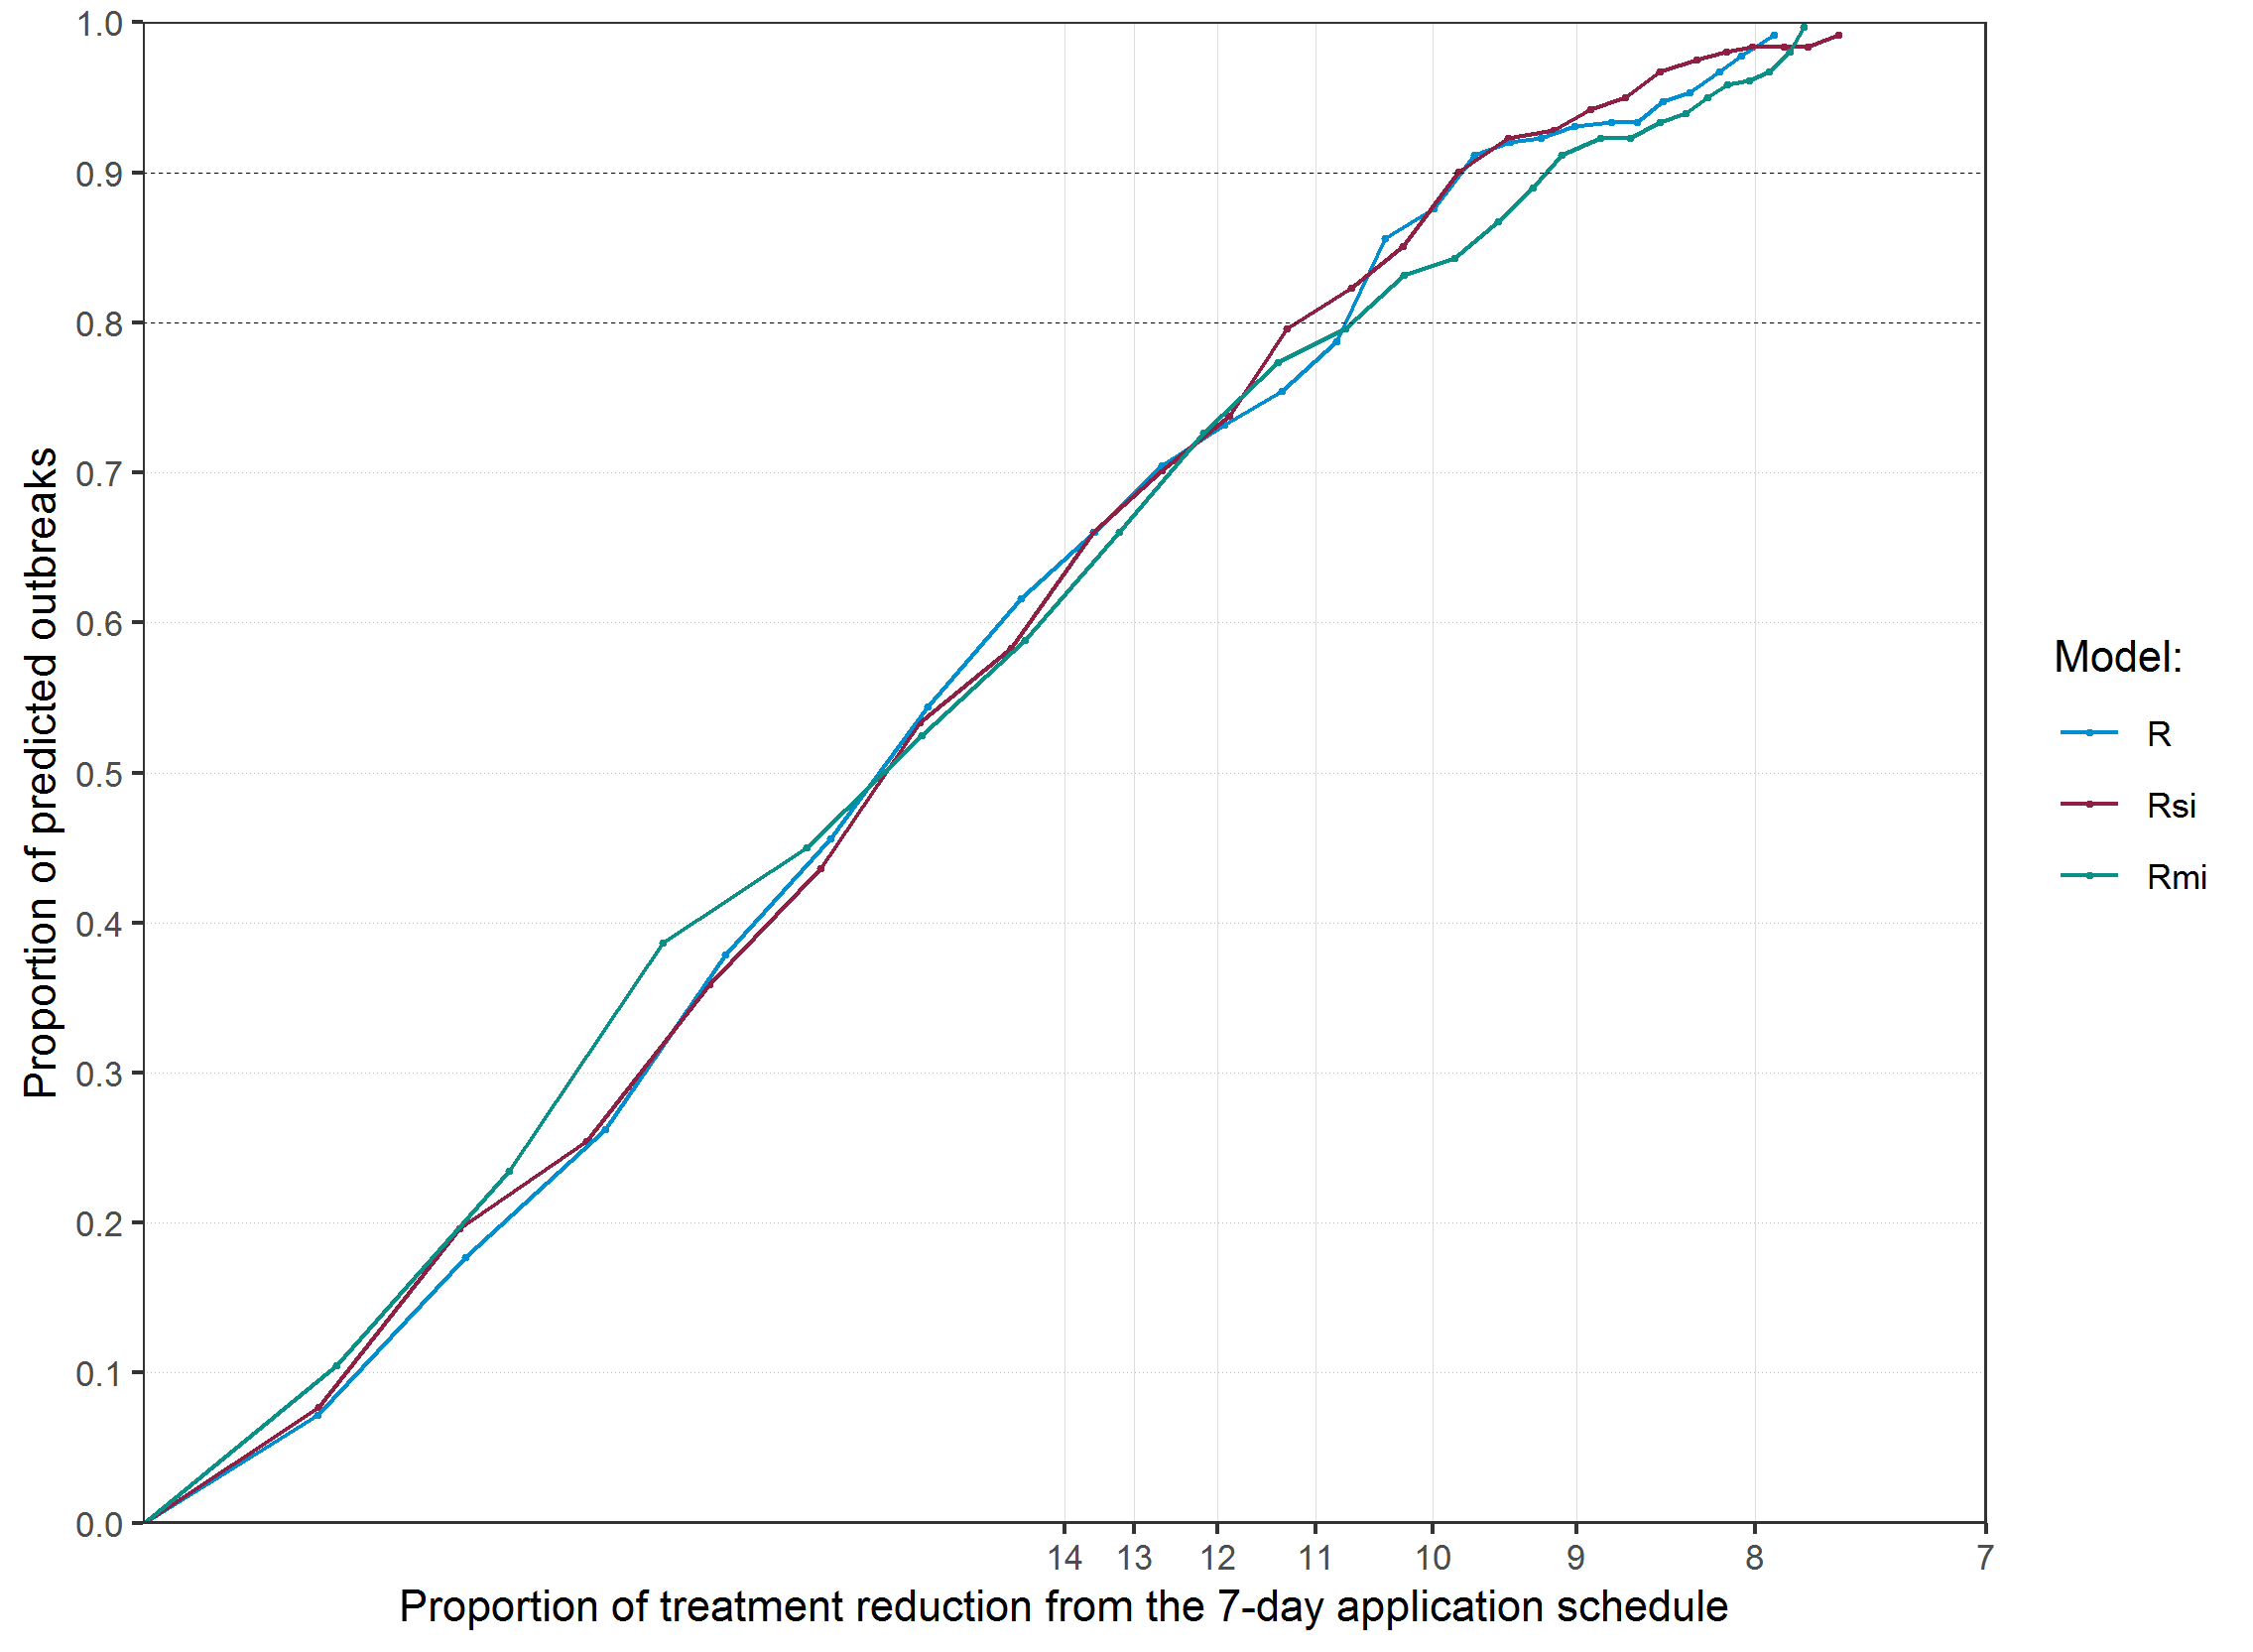 1.0
0.9
0.8
0.7
0.6
0.5
0.4
0.3
0.2
0.1
0.0
Proportion of predicted outbreaks
14 13 12 11 10 9 8 7
Proportion of treatment reduction from the 7-day application schedule
Model:
R
Rsi
Rmi